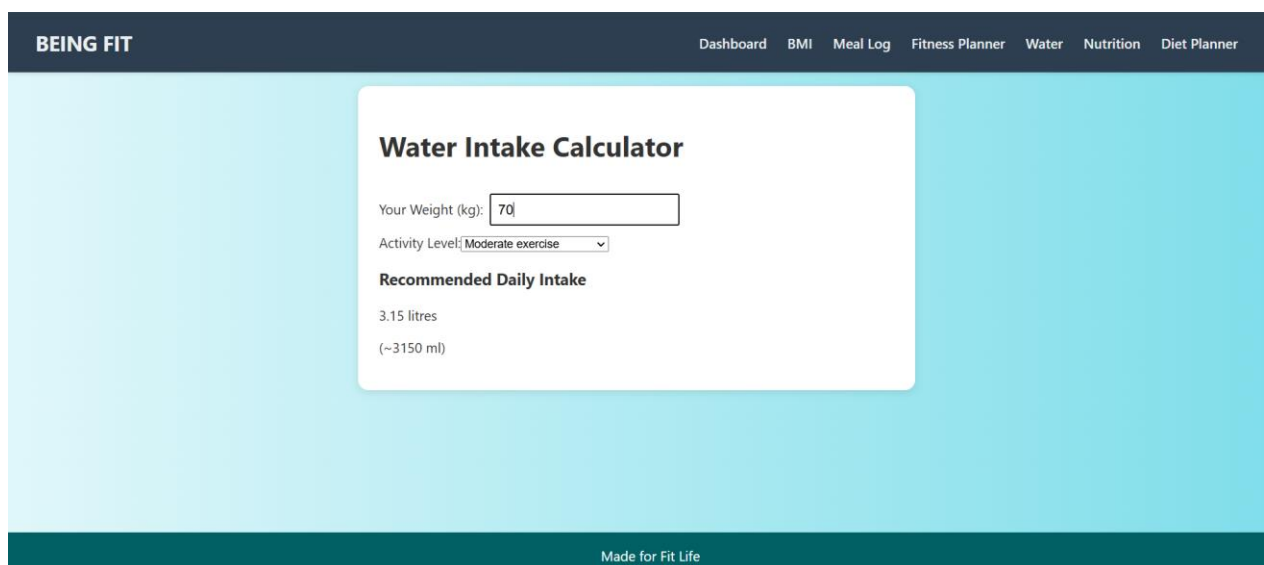 BEING FIT
Dashboard BMI Meal Log Fitness Planner Water Nutrition Diet Planner
Water Intake Calculator
Your Weight (kg): 70
Activity Level: Moderate exercise
Recommended Daily Intake
3.15 litres
(~3150 ml)
Made for Fit Life